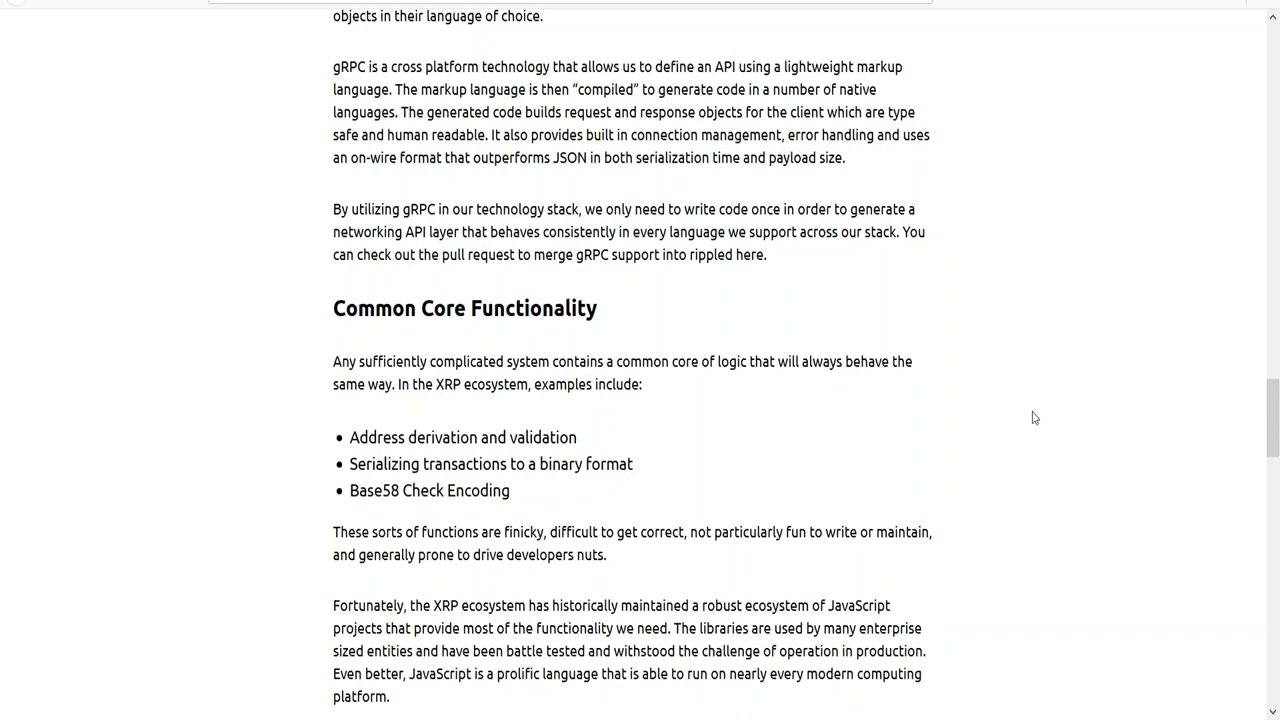 objects in their language of choice.
gRPC is a cross platform technology that allows us to define an API using a lightweight markup
language. The markup language is then “compiled” to generate code in a number of native
languages. The generated code builds request and response objects for the client which are type
safe and human readable. It also provides built in connection management, error handling and uses
an on-wire format that outperforms JSON in both serialization time and payload size.
By utilizing gRPC in our technology stack, we only need to write code once in order to generate a
networking API layer that behaves consistently in every language we support across our stack. You
can check out the pull request to merge gRPC support into rippled here.
Common Core Functionality
Any sufficiently complicated system contains a common core of logic that will always behave the
same way. In the XRP ecosystem, examples include:
• Address derivation and validation
• Serializing transactions to a binary format
• Base58 Check Encoding
These sorts of functions are finicky, difficult to get correct, not particularly fun to write or maintain,
and generally prone to drive developers nuts.
Fortunately, the XRP ecosystem has historically maintained a robust ecosystem of JavaScript
projects that provide most of the functionality we need. The libraries are used by many enterprise
sized entities and have been battle tested and withstood the challenge of operation in production.
Even better, JavaScript is a prolific language that is able to run on nearly every modern computing
platform.